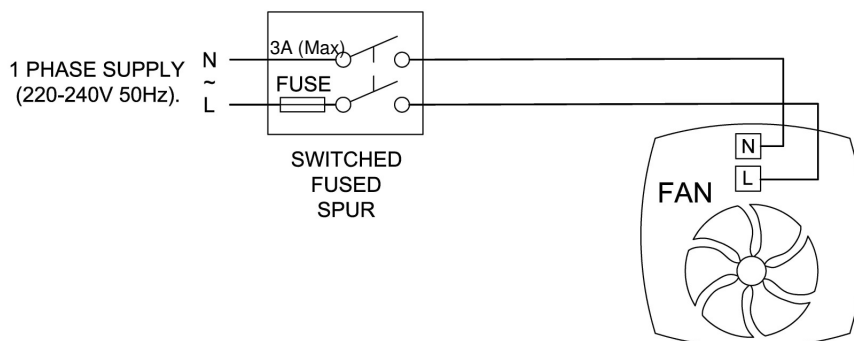 1 PHASE SUPPLY
(220-240V 50Hz).
N
~
L
3A (Max)
FUSE
SWITCHED
FUSED
SPUR
FAN
N
L